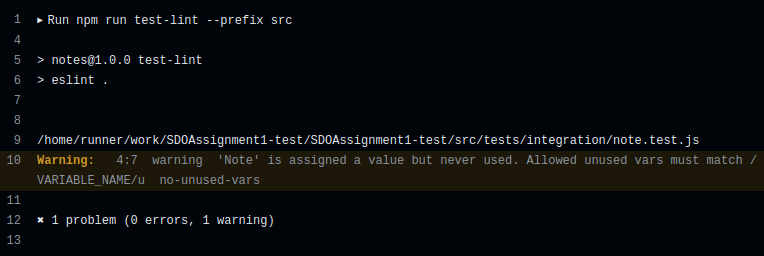 1 ▸ Run npm run test-lint --prefix src
4
5 > notes@1.0.0 test-lint
6 > eslint .
7
8
9 /home/runner/work/SDOAssignment1-test/SDOAssignment1-test/src/tests/integration/note.test.js
10 Warning:   4:7  warning  'Note' is assigned a value but never used. Allowed unused vars must match /
VARIABLE_NAME/u  no-unused-vars
11
12 ✖ 1 problem (0 errors, 1 warning)
13